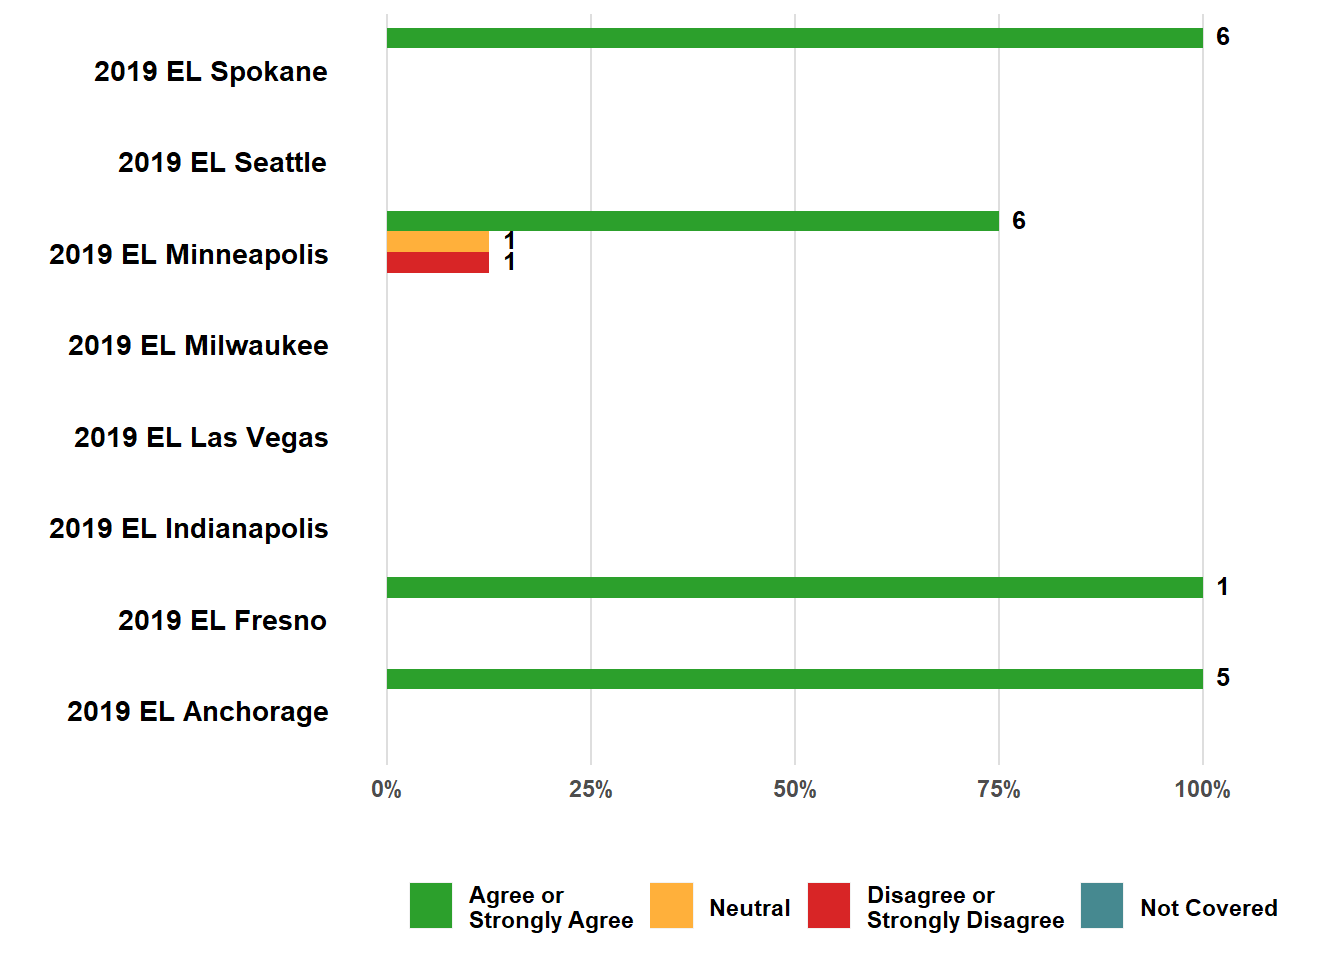 6
2019 EL Spokane
2019 EL Seattle
6
1
2019 EL Minneapolis
1
2019 EL Milwaukee
2019 EL Las Vegas
2019 EL Indianapolis
1
2019 EL Fresno
5
2019 EL Anchorage
0% 25% 50% 75% 100%
Agree or
Strongly Agree
Neutral
Disagree or
Strongly Disagree
Not Covered